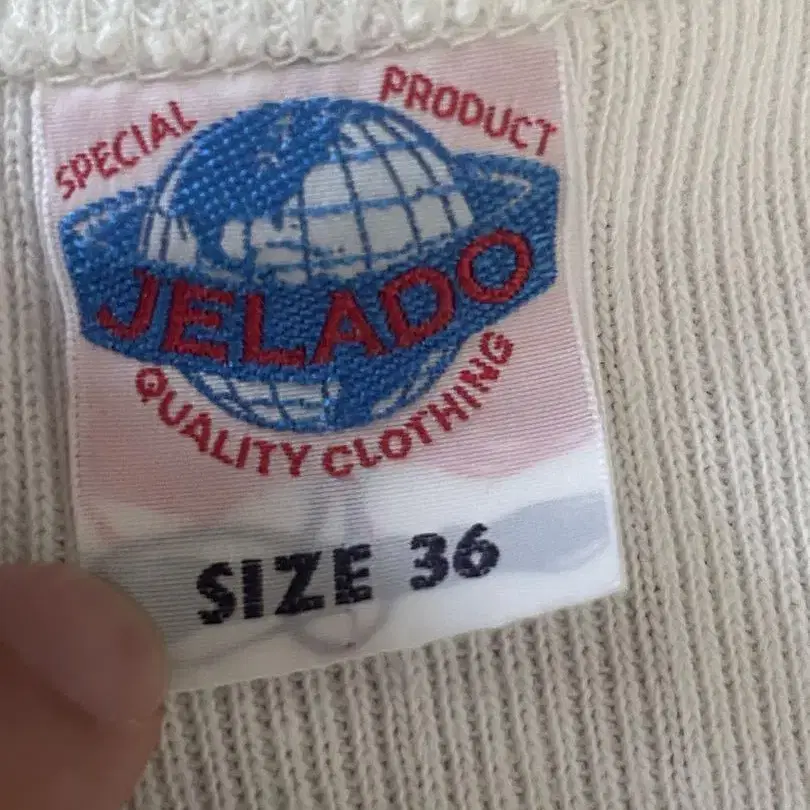 SPECIAL PRODUCT
JELADO
QUALITY CLOTHING
SIZE 36